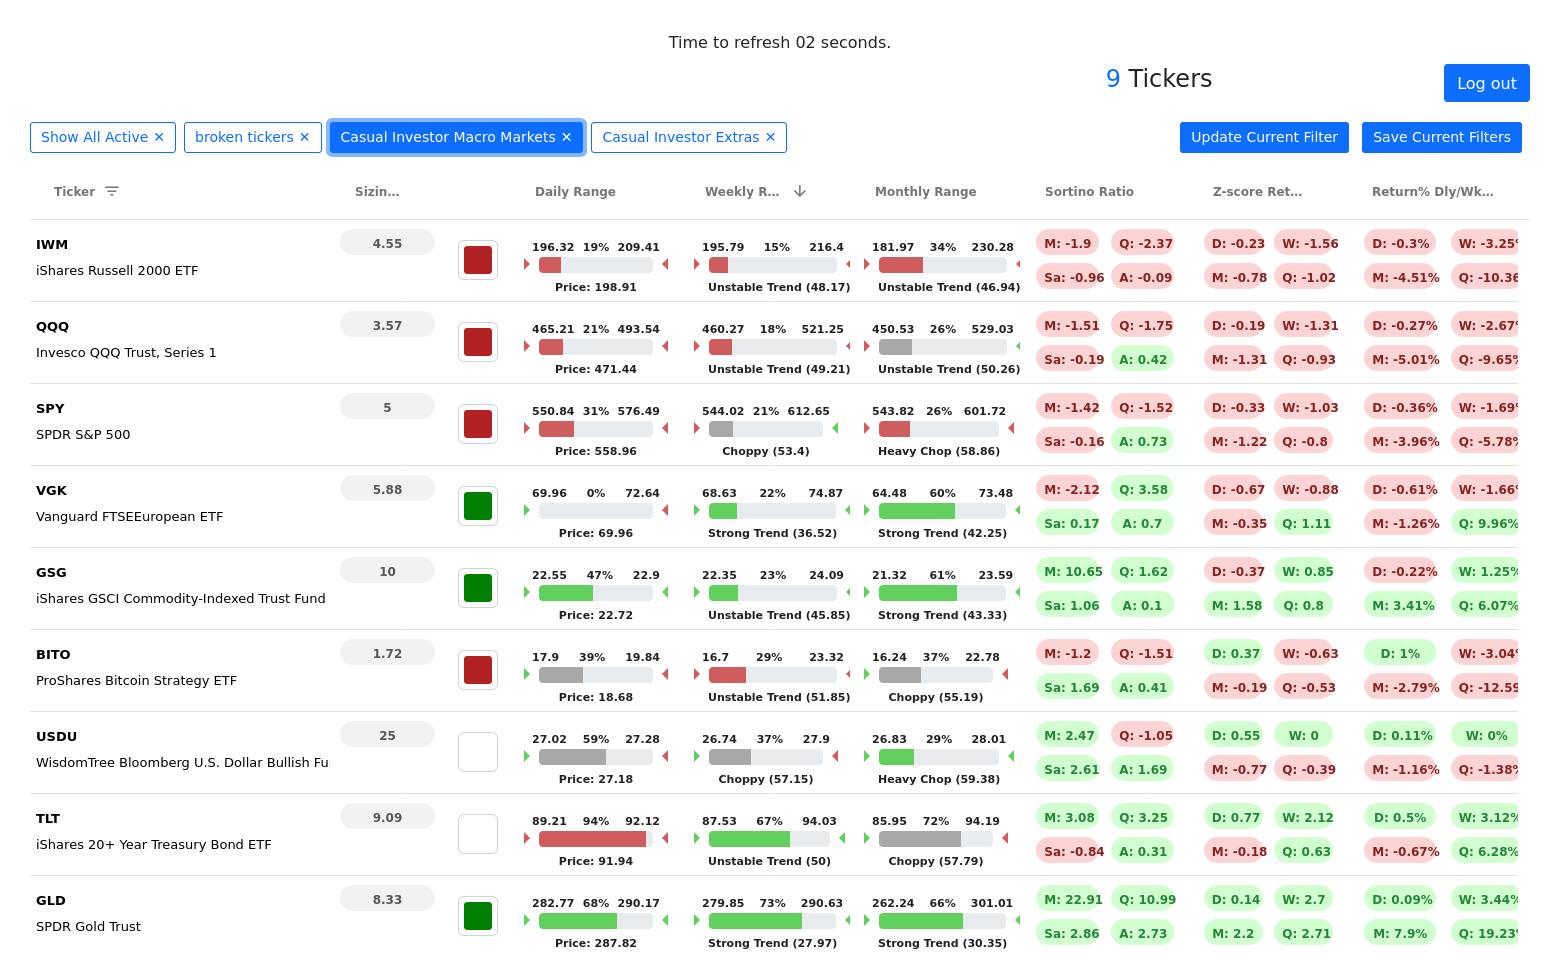 Time to refresh 02 seconds.
9 Tickers
Log out
Show All Active ✕ broken tickers ✕ Casual Investor Macro Markets ✕ Casual Investor Extras ✕ Update Current Filter Save Current Filters
Ticker Sizin... Daily Range Weekly R... Monthly Range Sortino Ratio Z-score Ret... Return% Dly/Wk...
IWM 4.55 196.32 19% 209.41 195.79 15% 216.4 181.97 34% 230.28 M: -1.9 Q: -2.37 D: -0.23 W: -1.56 D: -0.3% W: -3.25%
iShares Russell 2000 ETF Price: 198.91 Unstable Trend (48.17) Unstable Trend (46.94) Sa: -0.96 A: -0.09 M: -0.78 Q: -1.02 M: -4.51% Q: -10.36
QQQ 3.57 465.21 21% 493.54 460.27 18% 521.25 450.53 26% 529.03 M: -1.51 Q: -1.75 D: -0.19 W: -1.31 D: -0.27% W: -2.67%
Invesco QQQ Trust, Series 1 Price: 471.44 Unstable Trend (49.21) Unstable Trend (50.26) Sa: -0.19 A: 0.42 M: -1.31 Q: -0.93 M: -5.01% Q: -9.65%
SPY 5 550.84 31% 576.49 544.02 21% 612.65 543.82 26% 601.72 M: -1.42 Q: -1.52 D: -0.33 W: -1.03 D: -0.36% W: -1.69%
SPDR S&P 500 Price: 558.96 Choppy (53.4) Heavy Chop (58.86) Sa: -0.16 A: 0.73 M: -1.22 Q: -0.8 M: -3.96% Q: -5.78%
VGK 5.88 69.96 0% 72.64 68.63 22% 74.87 64.48 60% 73.48 M: -2.12 Q: 3.58 D: -0.67 W: -0.88 D: -0.61% W: -1.66%
Vanguard FTSEEuropean ETF Price: 69.96 Strong Trend (36.52) Strong Trend (42.25) Sa: 0.17 A: 0.7 M: -0.35 Q: 1.11 M: -1.26% Q: 9.96%
GSG 10 22.55 47% 22.9 22.35 23% 24.09 21.32 61% 23.59 M: 10.65 Q: 1.62 D: -0.37 W: 0.85 D: -0.22% W: 1.25%
iShares GSCI Commodity-Indexed Trust Fund Price: 22.72 Unstable Trend (45.85) Strong Trend (43.33) Sa: 1.06 A: 0.1 M: 1.58 Q: 0.8 M: 3.41% Q: 6.07%
BITO 1.72 17.9 39% 19.84 16.7 29% 23.32 16.24 37% 22.78 M: -1.2 Q: -1.51 D: 0.37 W: -0.63 D: 1% W: -3.04%
ProShares Bitcoin Strategy ETF Price: 18.68 Unstable Trend (51.85) Choppy (55.19) Sa: 1.69 A: 0.41 M: -0.19 Q: -0.53 M: -2.79% Q: -12.59
USDU 25 27.02 59% 27.28 26.74 37% 27.9 26.83 29% 28.01 M: 2.47 Q: -1.05 D: 0.55 W: 0 D: 0.11% W: 0%
WisdomTree Bloomberg U.S. Dollar Bullish Fu Price: 27.18 Choppy (57.15) Heavy Chop (59.38) Sa: 2.61 A: 1.69 M: -0.77 Q: -0.39 M: -1.16% Q: -1.38%
TLT 9.09 89.21 94% 92.12 87.53 67% 94.03 85.95 72% 94.19 M: 3.08 Q: 3.25 D: 0.77 W: 2.12 D: 0.5% W: 3.12%
iShares 20+ Year Treasury Bond ETF Price: 91.94 Unstable Trend (50) Choppy (57.79) Sa: -0.84 A: 0.31 M: -0.18 Q: 0.63 M: -0.67% Q: 6.28%
GLD 8.33 282.77 68% 290.17 279.85 73% 290.63 262.24 66% 301.01 M: 22.91 Q: 10.99 D: 0.14 W: 2.7 D: 0.09% W: 3.44%
SPDR Gold Trust Price: 287.82 Strong Trend (27.97) Strong Trend (30.35) Sa: 2.86 A: 2.73 M: 2.2 Q: 2.71 M: 7.9% Q: 19.23%